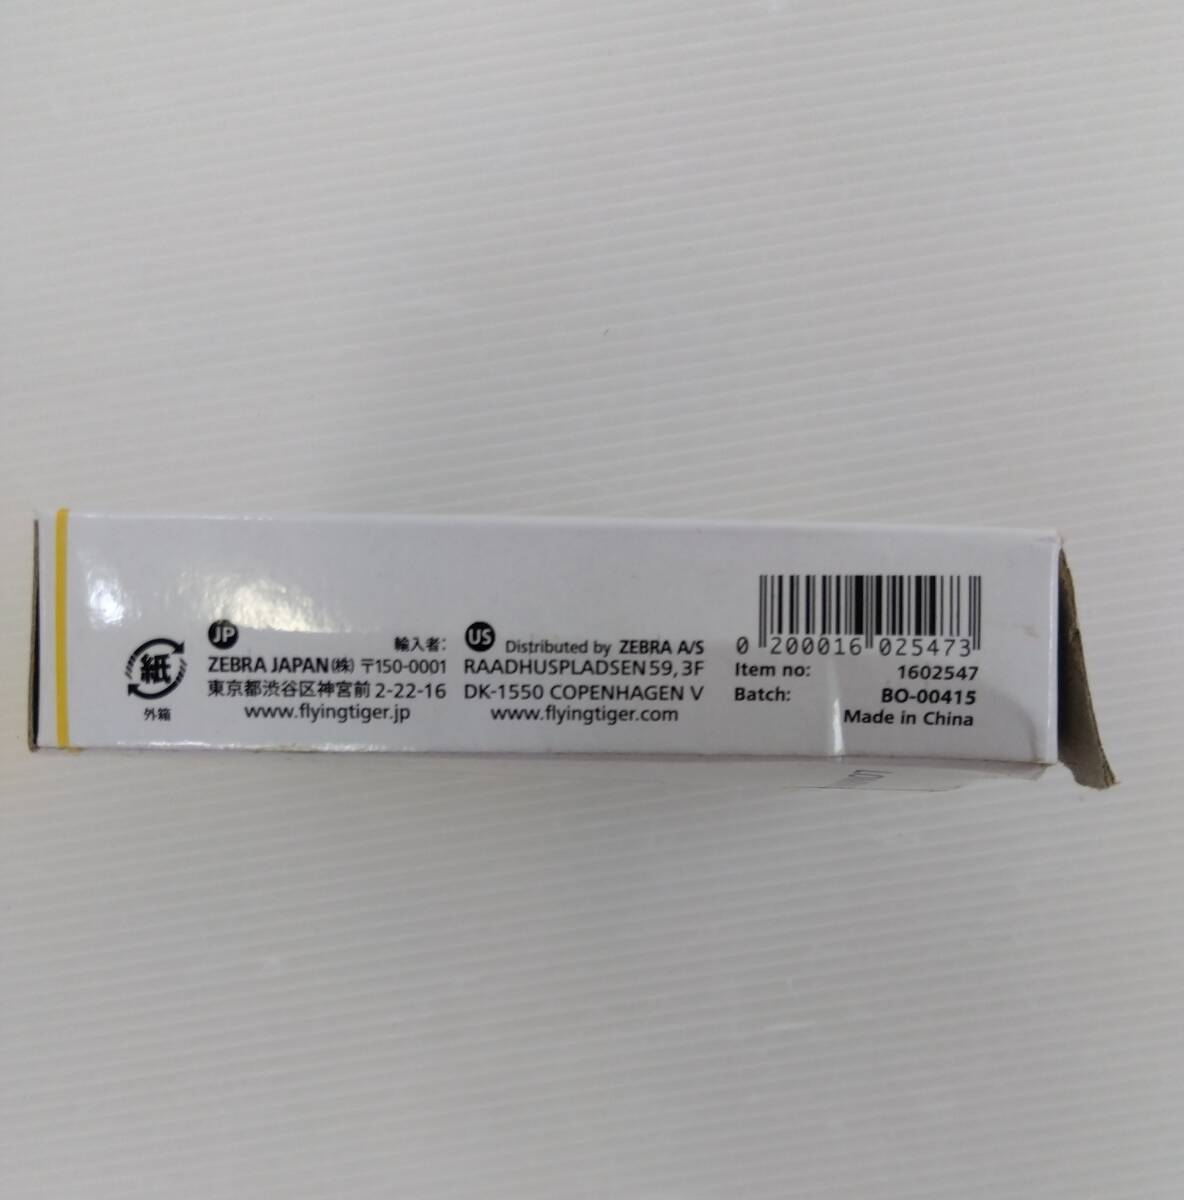 紙
外箱
JP
輸入者:
ZEBRA JAPAN(株) 〒150-0001
東京都渋谷区神宮前 2-22-16
www.flyingtiger.jp
US
Distributed by ZEBRA A/S
RAADHUSPLADSEN 59, 3F
DK-1550 COPENHAGEN V
www.flyingtiger.com
0 200016 025473
Item no: 1602547
Batch: BO-00415
Made in China